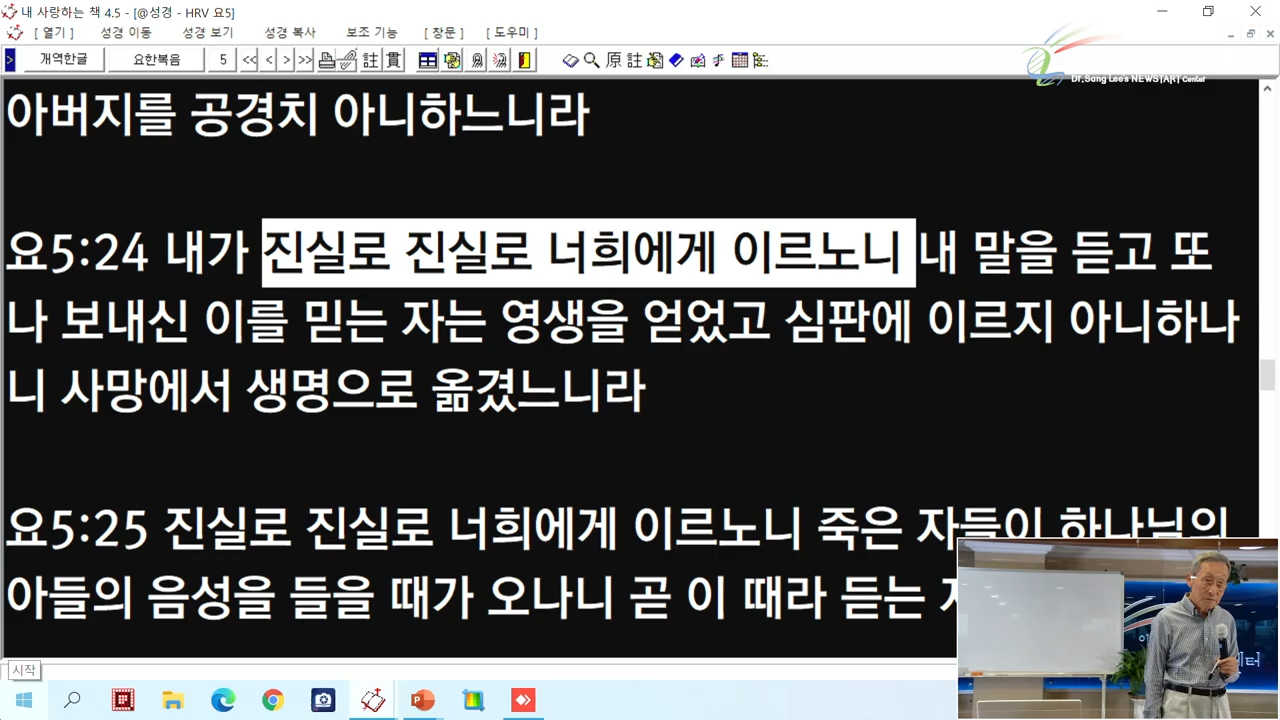 내 사랑하는 책 4.5 - [@성경 - HRV 요5]
[ 열기 ] 성경 이동 성경 보기 성경 복사 보조 기능 [ 창문 ] [ 도우미 ]
> 개역한글 요한복음 5 << < > >> 註 貫 原 註
Dr.Sang Lee's NEWSTART Center
아버지를 공경치 아니하느니라
요5:24 내가 진실로 진실로 너희에게 이르노니 내 말을 듣고 또
나 보내신 이를 믿는 자는 영생을 얻었고 심판에 이르지 아니하나
니 사망에서 생명으로 옮겼느니라
요5:25 진실로 진실로 너희에게 이르노니 죽은 자들이 하나님의
아들의 음성을 들을 때가 오나니 곧 이 때라 듣는
시작